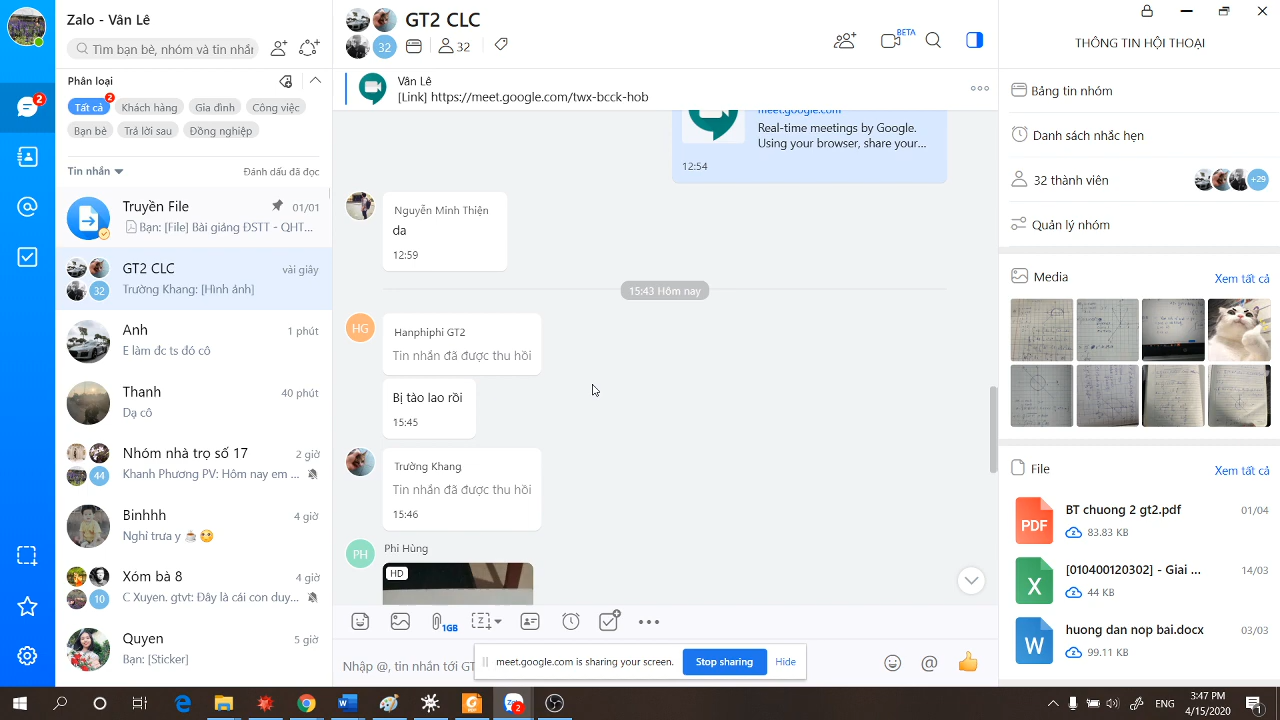 Zalo - Vân Lê
Tìm bạn bè, nhóm và tin nhắn
Phân loại
Tất cả 2 Khách hàng Gia đình Công việc
Bạn bè Trả lời sau Đồng nghiệp
Tin nhắn Đánh dấu đã đọc
2
Truyền File 01/01
Bạn: [File] Bài giảng ĐSTT - QHT...
GT2 CLC vài giây
32 Trường Khang: [Hình ảnh]
Anh 1 phút
E làm đc ts đó cô
Thanh 40 phút
Dạ cô
Nhóm nhà trọ số 17 2 giờ
44 Khanh Phương PV: Hôm nay em ...
Binhhh 4 giờ
Nghỉ trưa y
Xóm bà 8 4 giờ
10 C Xuyen. gtvt: Đây là cái con duy...
Quyen 5 giờ
Bạn: [Sticker]
GT2 CLC
32 32
BETA
Vân Lê
[Link] https://meet.google.com/twx-bcck-hob
meet.google.com
Real-time meetings by Google.
Using your browser, share your...
12:54
Nguyễn Minh Thiện
da
12:59
15:43 Hôm nay
HG
Hanphiphi GT2
Tin nhắn đã được thu hồi
Bị tào lao rồi
15:45
Trường Khang
Tin nhắn đã được thu hồi
15:46
PH
Phi Hùng
HD
1GB
Nhập @, tin nhắn tới GT
meet.google.com is sharing your screen. Stop sharing Hide
THÔNG TIN HỘI THOẠI
Bảng tin nhóm
Danh sách nhắc hẹn
32 thành viên +29
Quản lý nhóm
Media Xem tất cả
File Xem tất cả
PDF
BT chuong 2 gt2.pdf 01/04
83.83 KB
X
[010400120302] - Giai ... 14/03
44 KB
W
huong dan nop bai.docx 03/03
99.11 KB
2
ENG
3:47 PM
4/15/2020
1